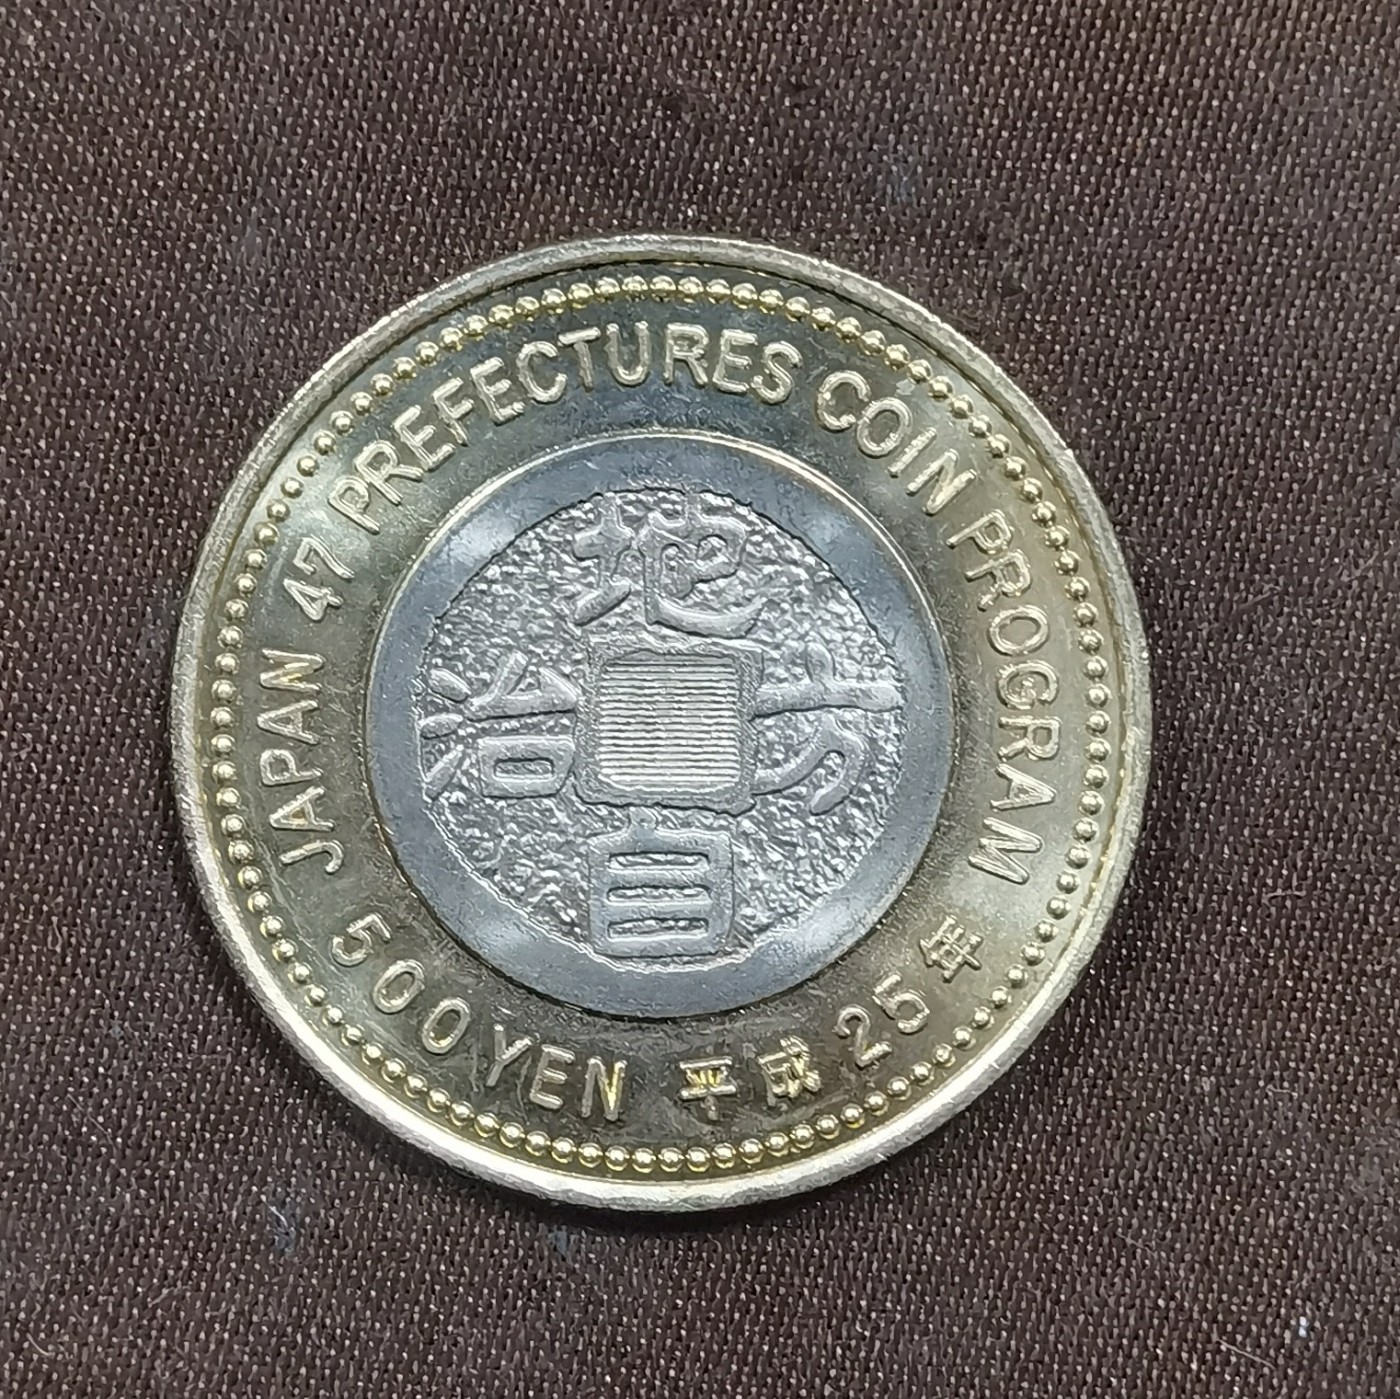 JAPAN 47 PREFECTURES COIN PROGRAM
地方自治
500YEN 平成25年